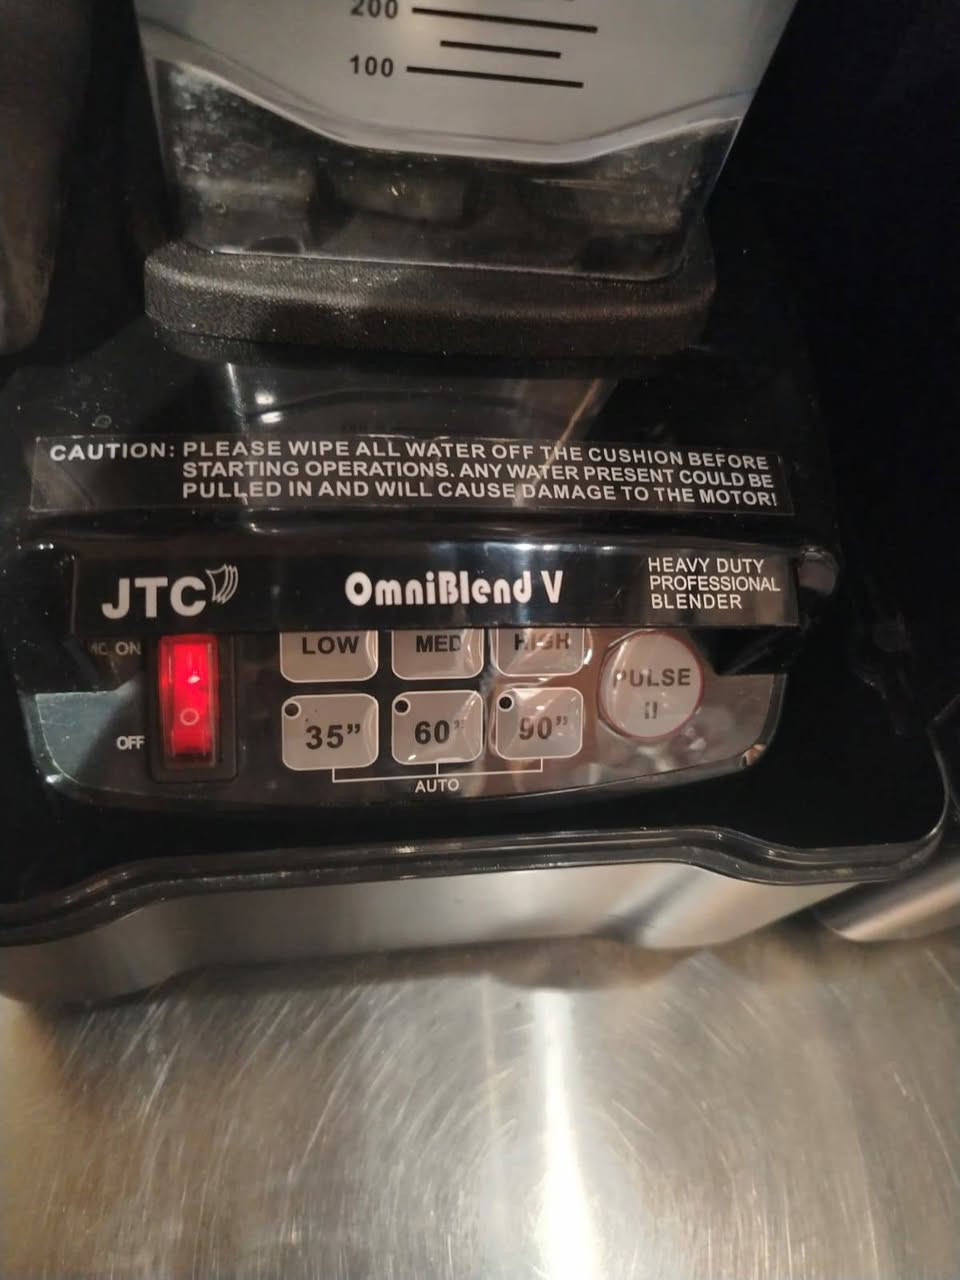 200
100
CAUTION: PLEASE WIPE ALL WATER OFF THE CUSHION BEFORE
STARTING OPERATIONS. ANY WATER PRESENT COULD BE
PULLED IN AND WILL CAUSE DAMAGE TO THE MOTOR!
JTC
OmniBlend V
HEAVY DUTY
PROFESSIONAL
BLENDER
ON
LOW
MED
HIGH
PULSE
35”
60”
90”
OFF
AUTO